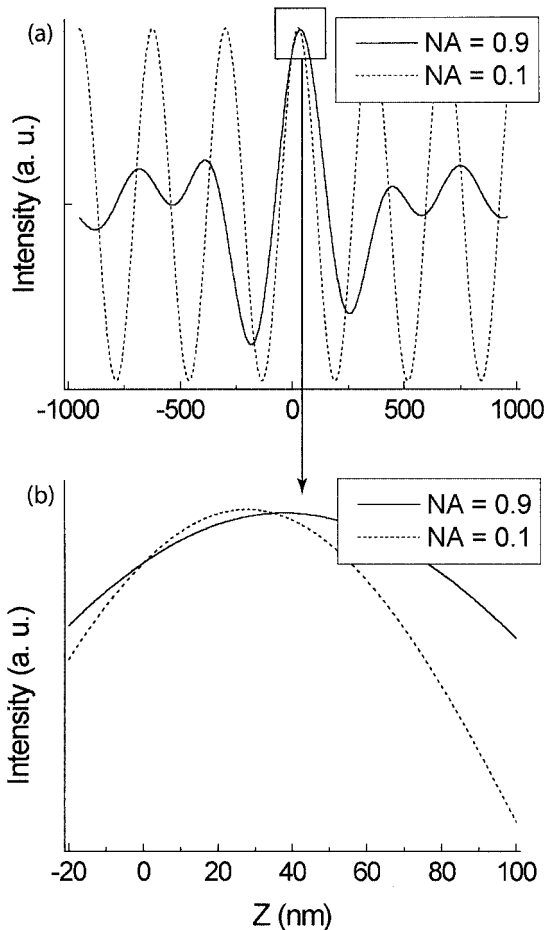 (a)
NA = 0.9
NA = 0.1
Intensity (a. u.)
-1000 -500 0 500 1000
(b)
NA = 0.9
NA = 0.1
Intensity (a. u.)
-20 0 20 40 60 80 100
Z (nm)